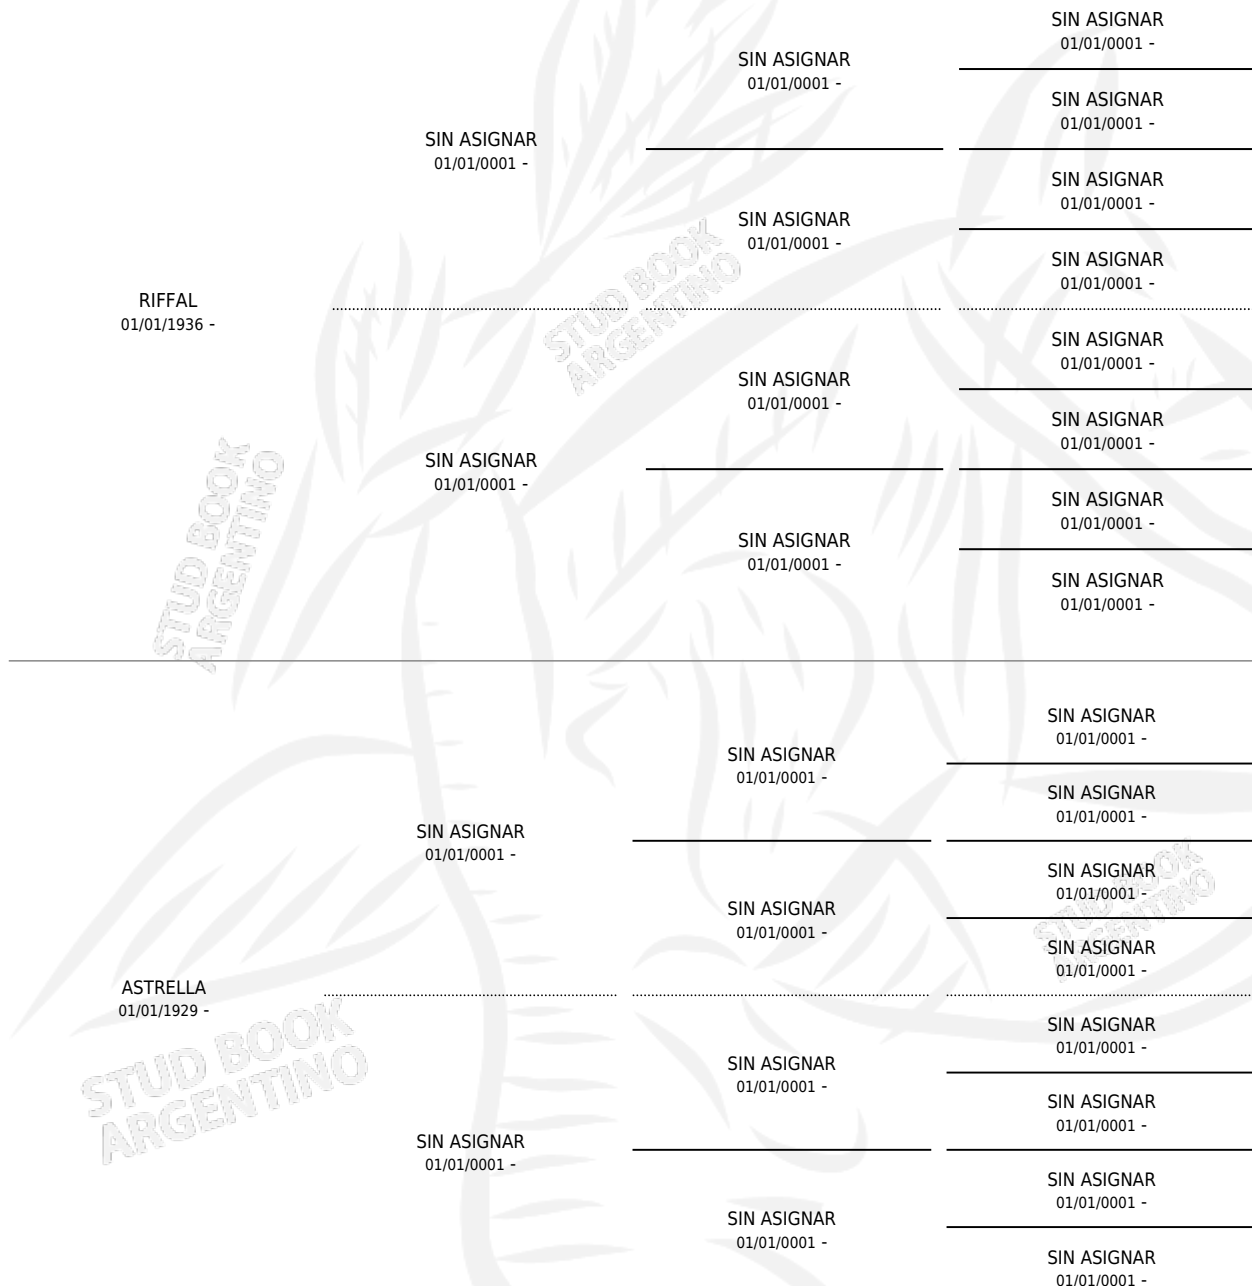 SIN ASIGNAR
01/01/0001 -
SIN ASIGNAR
01/01/0001 -
SIN ASIGNAR
01/01/0001 -
SIN ASIGNAR
01/01/0001 -
SIN ASIGNAR
01/01/0001 -
SIN ASIGNAR
01/01/0001 -
SIN ASIGNAR
01/01/0001 -
RIFFAL
01/01/1936 -
SIN ASIGNAR
01/01/0001 -
SIN ASIGNAR
01/01/0001 -
SIN ASIGNAR
01/01/0001 -
SIN ASIGNAR
01/01/0001 -
SIN ASIGNAR
01/01/0001 -
SIN ASIGNAR
01/01/0001 -
SIN ASIGNAR
01/01/0001 -
STUD BOOK
ARGENTINO
STUD BOOK
ARGENTINO
SIN ASIGNAR
01/01/0001 -
SIN ASIGNAR
01/01/0001 -
SIN ASIGNAR
01/01/0001 -
SIN ASIGNAR
01/01/0001 -
SIN ASIGNAR
01/01/0001 -
SIN ASIGNAR
01/01/0001 -
SIN ASIGNAR
01/01/0001 -
ASTRELLA
01/01/1929 -
SIN ASIGNAR
01/01/0001 -
SIN ASIGNAR
01/01/0001 -
SIN ASIGNAR
01/01/0001 -
SIN ASIGNAR
01/01/0001 -
SIN ASIGNAR
01/01/0001 -
SIN ASIGNAR
01/01/0001 -
SIN ASIGNAR
01/01/0001 -
STUD BOOK
ARGENTINO
STUD BOOK
ARGENTINO